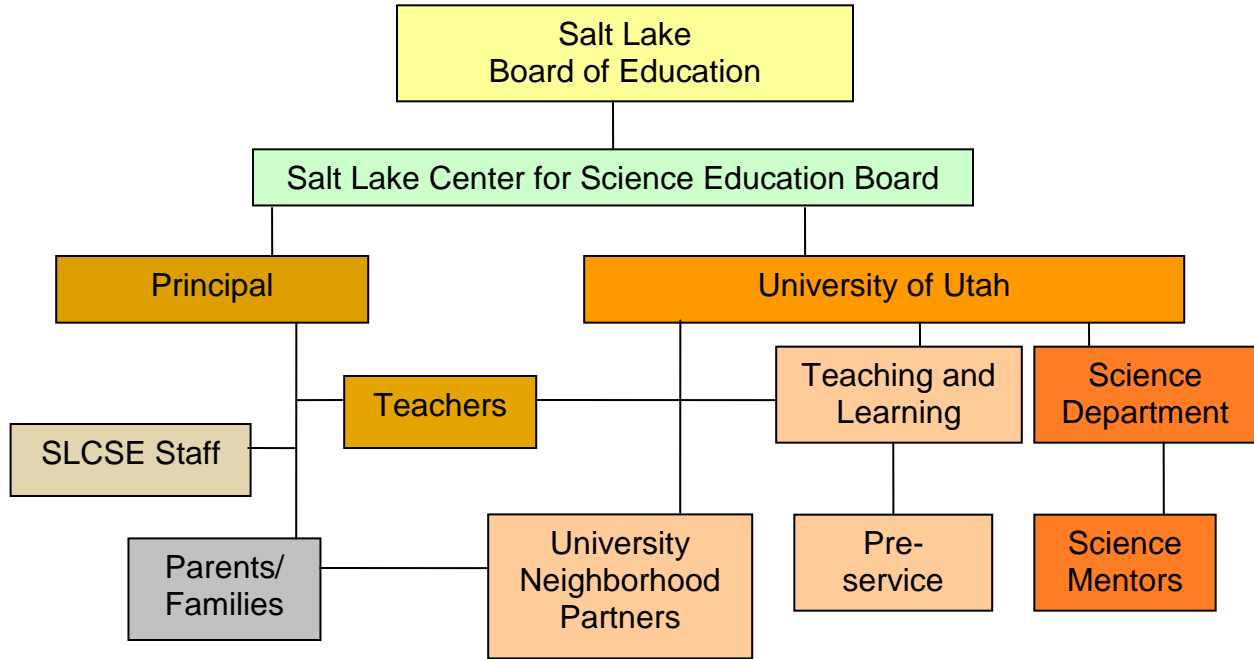 Salt Lake
Board of Education
Salt Lake Center for Science Education Board
Principal
University of Utah
Teachers
Teaching and
Learning
Science
Department
SLCSE Staff
Parents/
Families
University
Neighborhood
Partners
Pre-
service
Science
Mentors